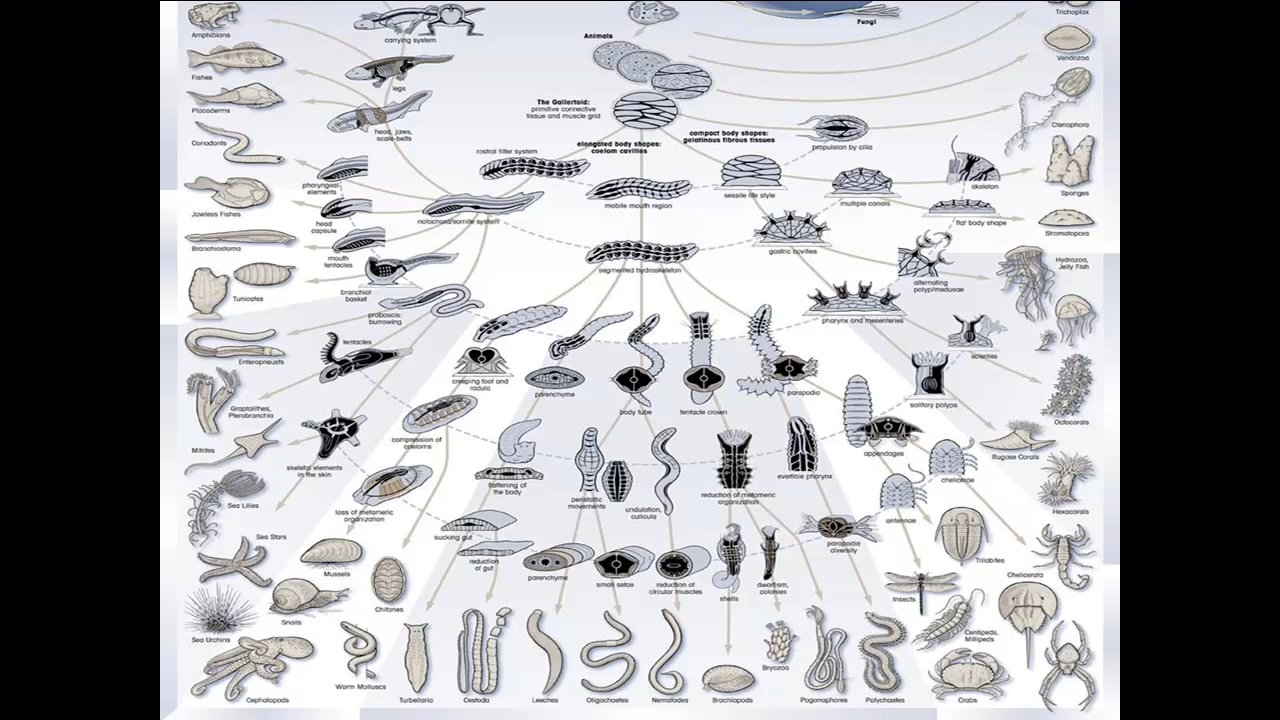 Amphibians
carrying system
Fungi
Trichoplax
Animals
Fishes
legs
Vendozoa
Placoderms
head, jaws,
scale-belts
The Gallertoid:
primitive connective
tissue and muscle grid
compact body shapes:
gelatinous fibrous tissues
elongated body shapes:
coelom cavities
propulsion by cilia
Ctenophora
Conodonts
rostral filter system
pharyngeal-
elements
mobile mouth region
sessile life style
multiple canals
skeleton
Sponges
Jawless Fishes
head
capsule
notochord/somite system
flat body shape
Stromatopora
Branchiostoma
mouth
tentacles
segmented hydroskeleton
gastric cavities
alternating
polyp/medusae
Hydrozoa,
Jelly Fish
Tunicates
branchial
basket
proboscis:
burrowing
pharynx and mesenteries
Enteropneusts
tentacles
creeping foot and
radula
parenchyme
body tube
tentacle crown
parapodia
solitary polyps
sclerites
Octocorals
Graptolithes,
Pterobranchia
compression of
coeloms
appendages
Mitrites
skeletal elements
in the skin
flattening of
the body
peristaltic
movements
undulation,
cuticula
reduction of metameric
organization
evertible pharynx
chelicerae
Rugose Corals
Sea Lilies
loss of metameric
organization
antennae
Hexacorals
Sea Stars
sucking gut
reduction
of gut
parenchyme
small setae
reduction of
circular muscles
shells
dwarfism,
colonies
parapodia
diversity
Trilobites
Mussels
Chitones
Insects
Chelicerata
Snails
Sea Urchins
Centipeds,
Millipeds
Bryozoa
Cephalopods
Worm Molluscs
Turbellaria
Cestoda
Leeches
Oligochaetes
Nematodes
Brachiopods
Pogonophores
Polychaetes
Crabs